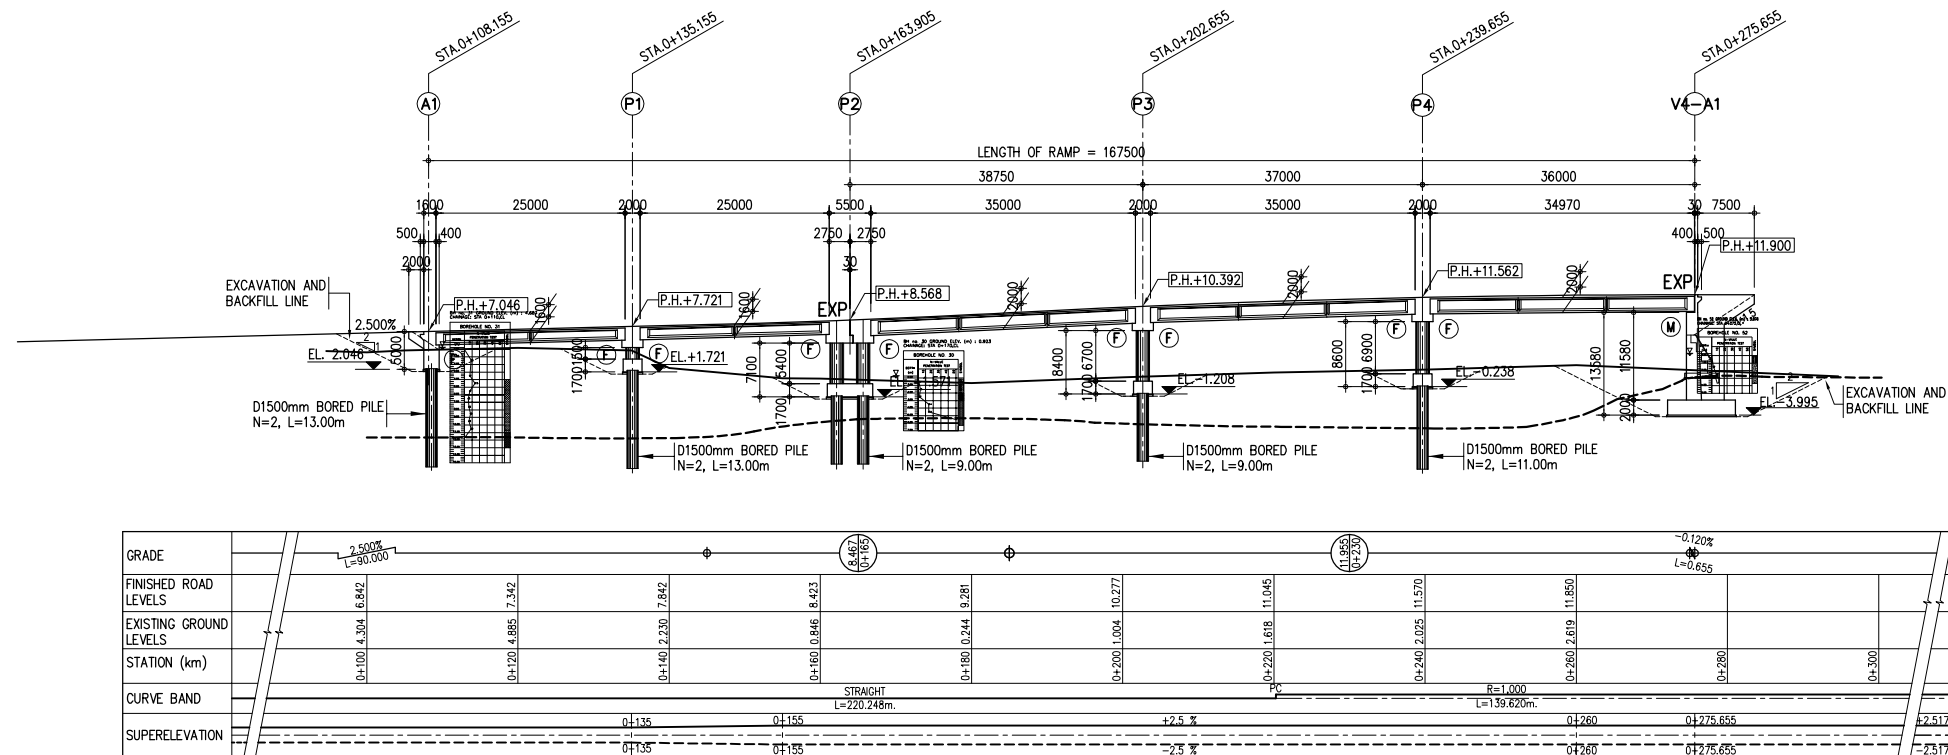 STA.0+108.155
STA.0+135.155
STA.0+163.905
STA.0+202.655
STA.0+239.655
STA.0+275.655
A1
P1
P2
P3
P4
V4-A1
LENGTH OF RAMP = 167500
38750
37000
36000
1600
25000
2000
25000
5500
35000
2000
35000
2000
34970
30
7500
500
400
2750
2750
400
500
2000
30
P.H.+11.900
P.H.+10.392
P.H.+11.562
EXP
EXCAVATION AND
BACKFILL LINE
P.H.+7.046
P.H.+7.721
EXP
P.H.+8.568
1600
1600
2000
2000
2000
2.500%
2
1
5000
EL.-2.046
BOREHOLE NO. 31
1500
1700
F
F
EL.+1.721
7100
5400
1700
F
F
BOREHOLE NO. 30
8400
6700
1700
F
F
EL.-1.208
8600
6900
1700
F
F
EL.-0.238
13580
11580
2000
M
BOREHOLE NO. 52
2
1
EL.-3.995
EXCAVATION AND
BACKFILL LINE
D1500mm BORED PILE
N=2, L=13.00m
D1500mm BORED PILE
N=2, L=13.00m
D1500mm BORED PILE
N=2, L=9.00m
D1500mm BORED PILE
N=2, L=9.00m
D1500mm BORED PILE
N=2, L=11.00m
GRADE
2.500%
L=90.000
8.467
0+165
11.955
0+230
-0.120%
L=0.655
FINISHED ROAD
LEVELS
6.842
7.342
7.842
8.423
9.281
10.277
11.045
11.570
11.850
EXISTING GROUND
LEVELS
4.304
4.885
2.230
0.846
0.244
1.004
1.618
2.025
2.619
STATION (km)
0+100
0+120
0+140
0+160
0+180
0+200
0+220
0+240
0+260
0+280
0+300
CURVE BAND
STRAIGHT
L=220.248m.
PC
R=1,000
L=139.620m.
SUPERELEVATION
0+135
0+155
+2.5 %
0+260
0+275.655
+2.517
0+135
0+155
-2.5 %
0+260
0+275.655
-2.517